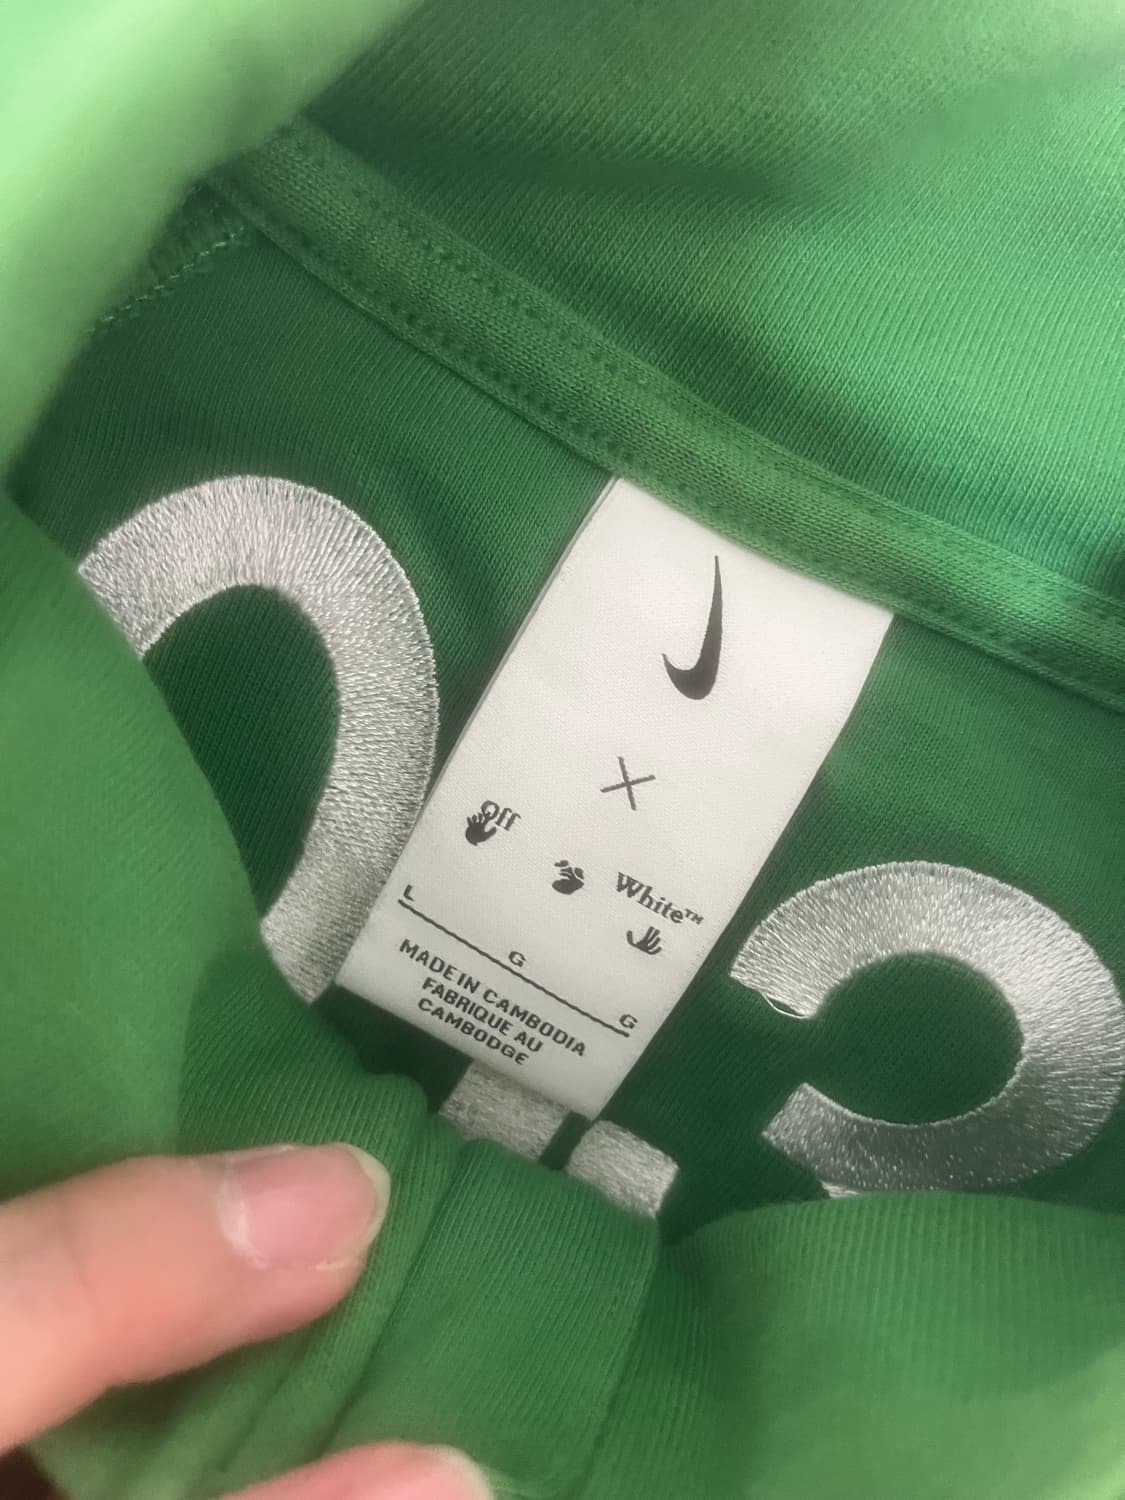 X
Off
White™
L G G
MADE IN CAMBODIA
FABRIQUE AU
CAMBODGE